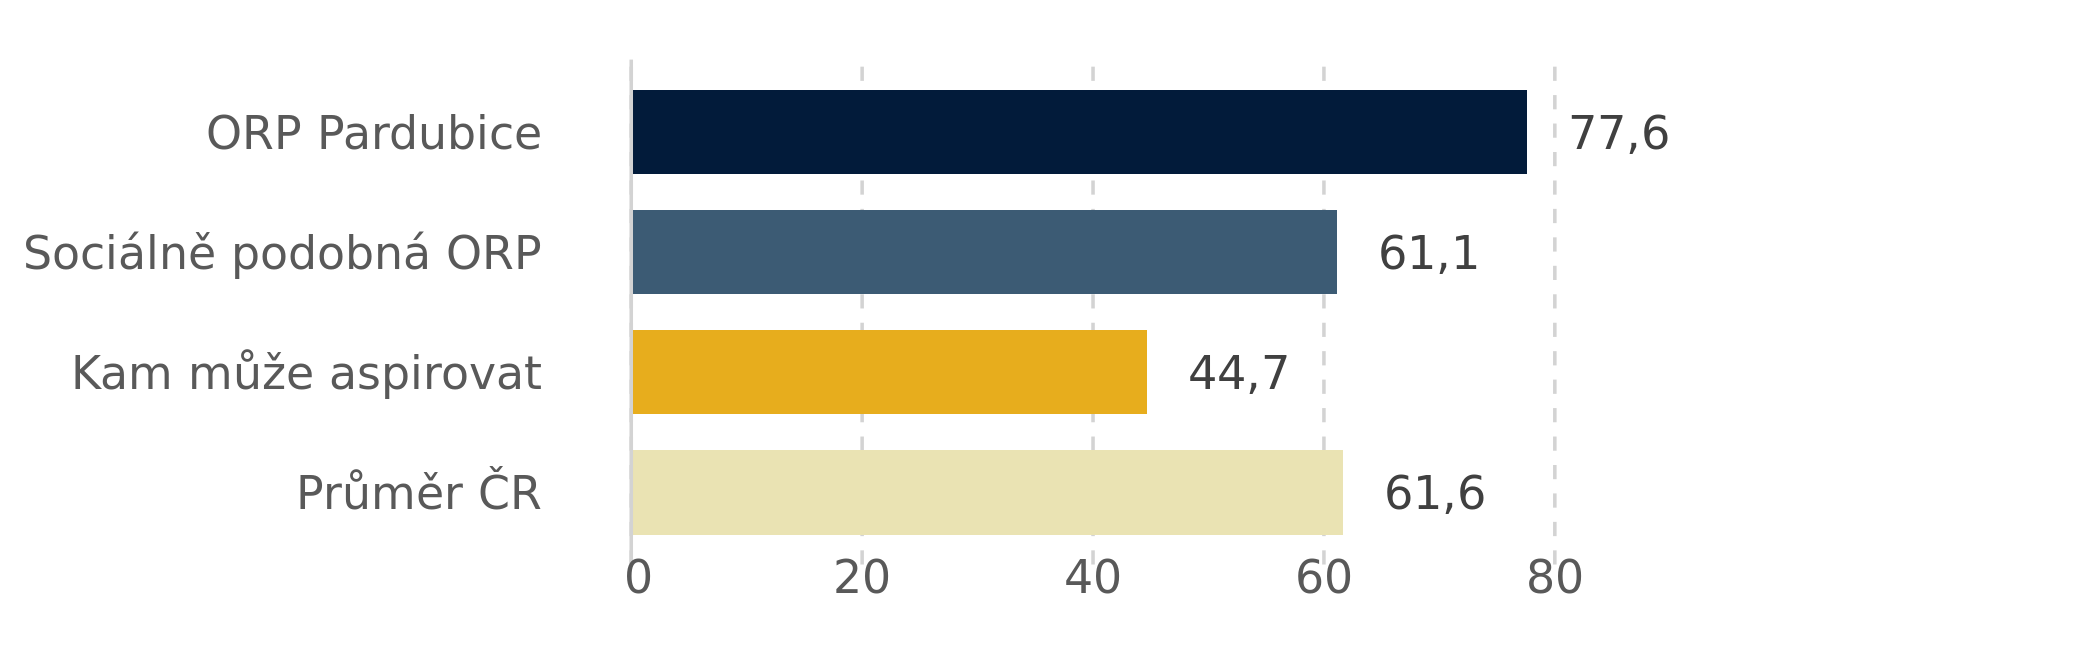 ORP Pardubice 77,6
Sociálně podobná ORP 61,1
Kam může aspirovat 44,7
Průměr ČR 61,6
0 20 40 60 80